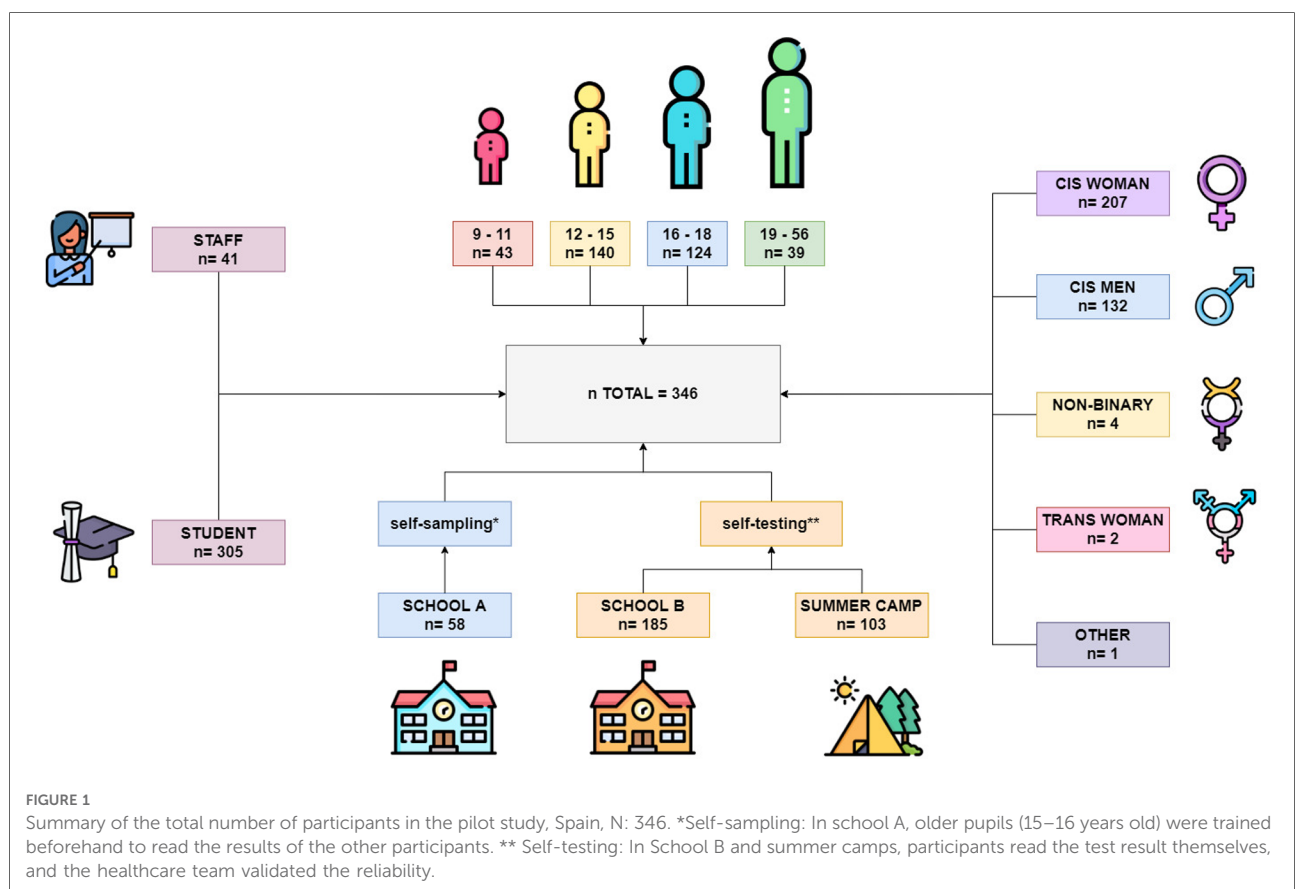 9 - 11
n= 43
12 - 15
n= 140
16 - 18
n= 124
19 - 56
n= 39
STAFF
n= 41
STUDENT
n= 305
n TOTAL = 346
self-sampling*
self-testing**
SCHOOL A
n= 58
SCHOOL B
n= 185
SUMMER CAMP
n= 103
CIS WOMAN
n= 207
CIS MEN
n= 132
NON-BINARY
n= 4
TRANS WOMAN
n= 2
OTHER
n= 1
FIGURE 1
Summary of the total number of participants in the pilot study, Spain, N: 346. *Self-sampling: In school A, older pupils (15–16 years old) were trained
beforehand to read the results of the other participants. ** Self-testing: In School B and summer camps, participants read the test result themselves,
and the healthcare team validated the reliability.